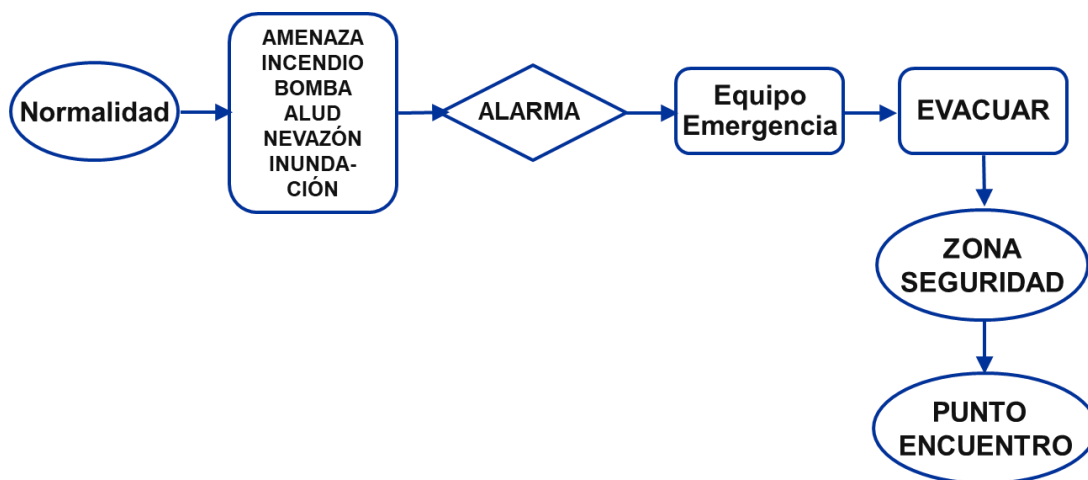 Normalidad
AMENAZA
INCENDIO
BOMBA
ALUD
NEVAZÓN
INUNDA-
CIÓN
ALARMA
Equipo
Emergencia
EVACUAR
ZONA
SEGURIDAD
PUNTO
ENCUENTRO